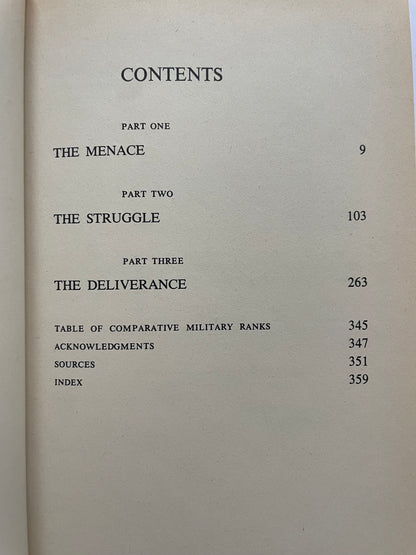 CONTENTS
PART ONE
THE MENACE 9
PART TWO
THE STRUGGLE 103
PART THREE
THE DELIVERANCE 263
TABLE OF COMPARATIVE MILITARY RANKS 345
ACKNOWLEDGMENTS 347
SOURCES 351
INDEX 359